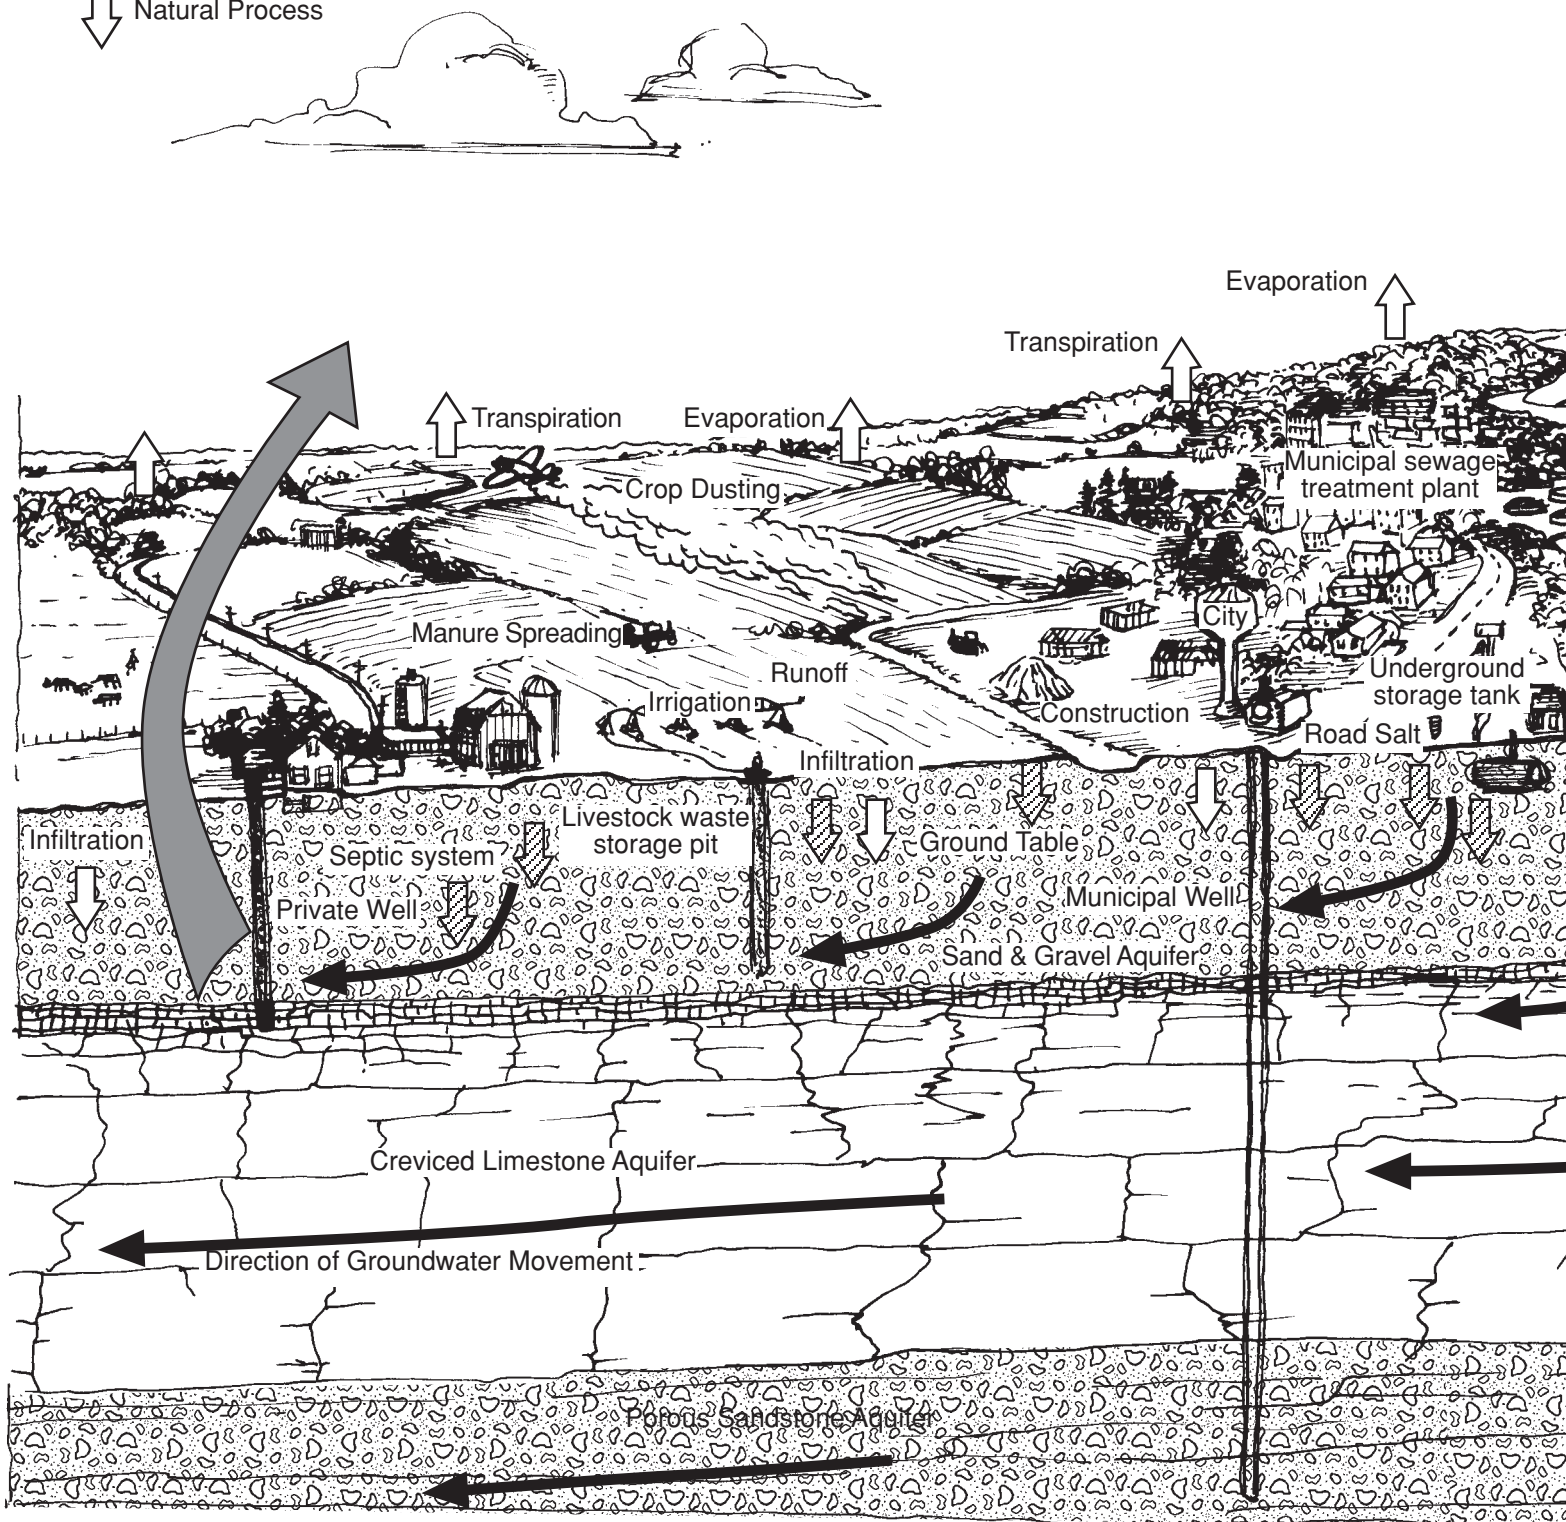 Natural Process
Evaporation
Transpiration
Transpiration
Evaporation
Crop Dusting
Municipal sewage
treatment plant
City
Manure Spreading
Runoff
Underground
storage tank
Irrigation
Construction
Road Salt
Infiltration
Livestock waste
storage pit
Infiltration
Septic system
Ground Table
Private Well
Municipal Well
Sand & Gravel Aquifer
Creviced Limestone Aquifer
Direction of Groundwater Movement
Porous Sandstone Aquifer